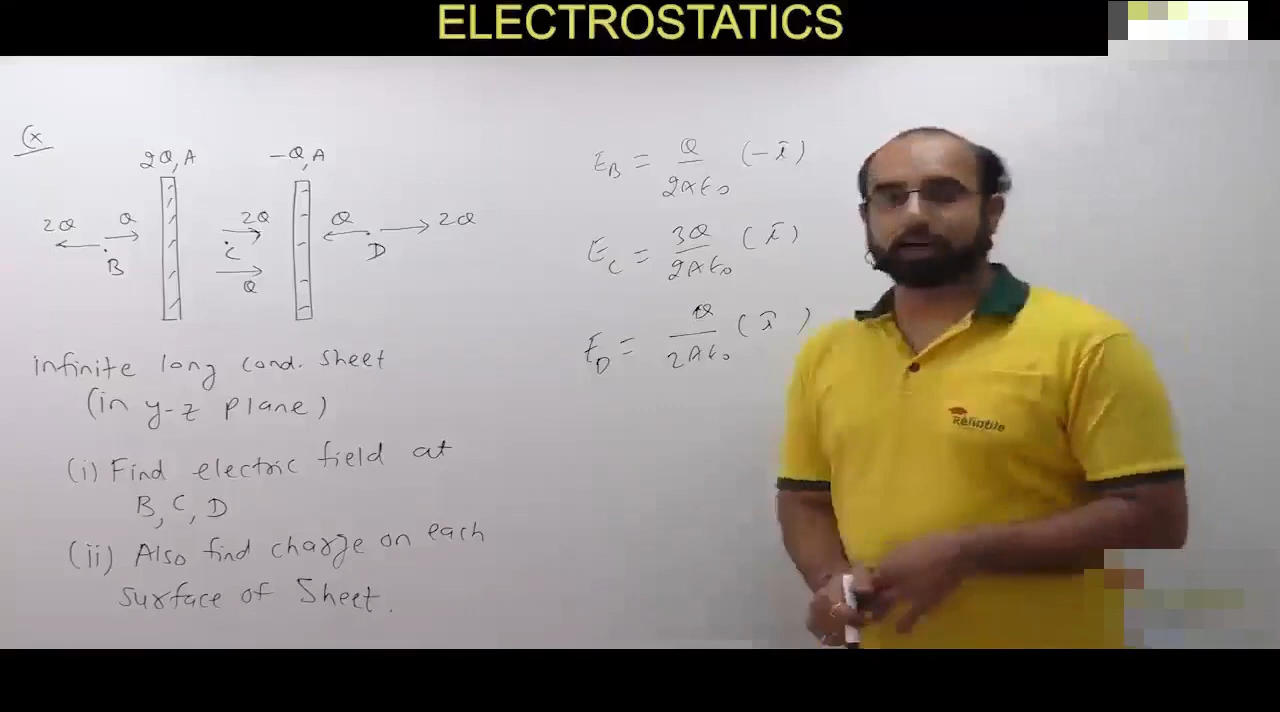 ELECTROSTATICS
Ex
2Q, A
-Q, A
2Q
Q
2Q
Q
2Q
B
C
D
Q
infinite long cond. sheet
(in y-z plane)
(i) Find electric field at
B, C, D
(ii) Also find charge on each
surface of Sheet.
E_B = Q/2Aε₀ (-î)
E_C = 3Q/2Aε₀ (î)
E_D = Q/2Aε₀ (î)
Reliable